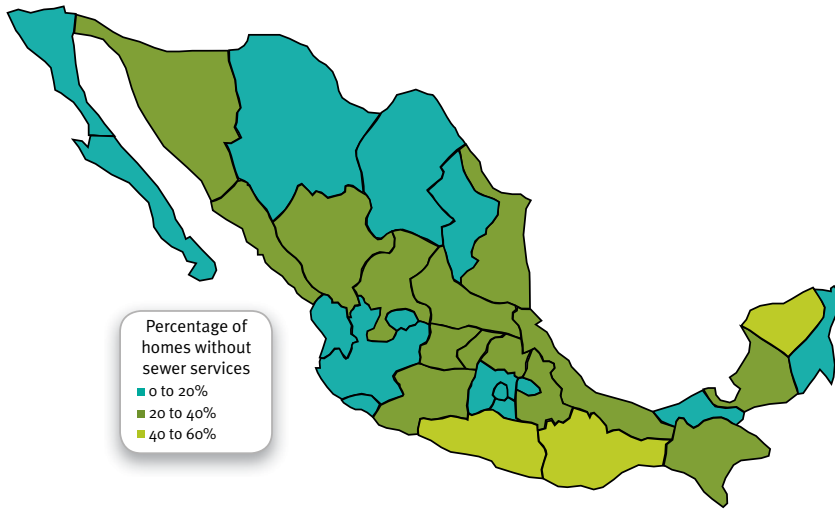 Percentage of
homes without
sewer services
0 to 20%
20 to 40%
40 to 60%